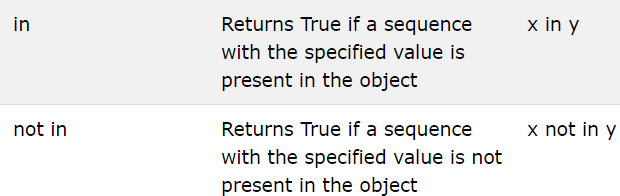 in Returns True if a sequence x in y
with the specified value is
present in the object
not in Returns True if a sequence x not in y
with the specified value is not
present in the object